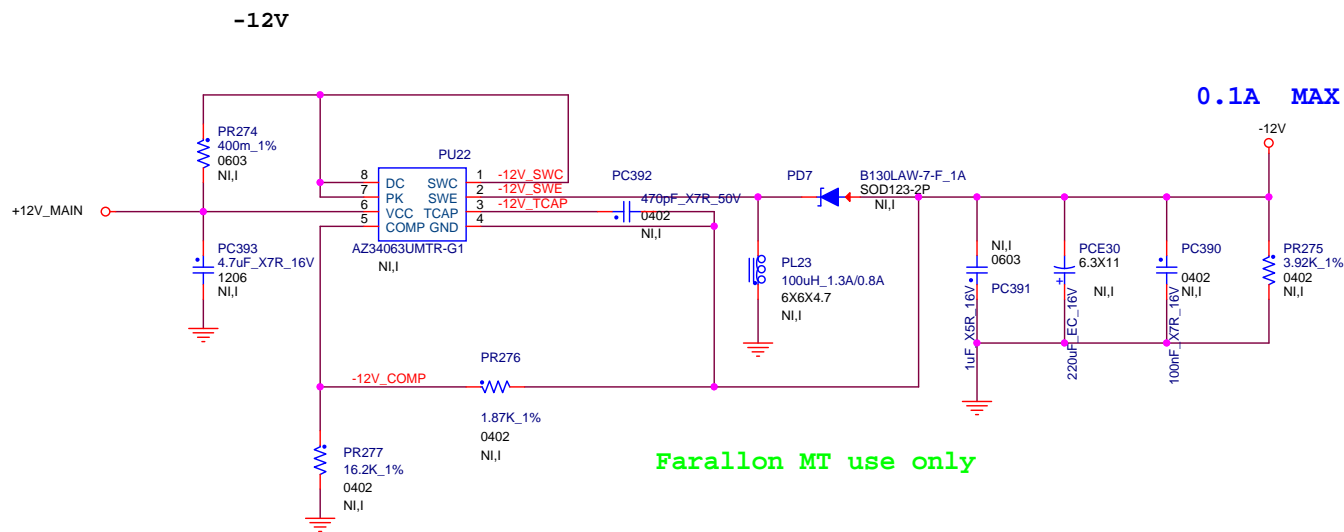 -12V
0.1A MAX
-12V
PR274
400m_1%
0603
NI,I
PU22
8
7
6
5
DC
PK
VCC
COMP
SWC
SWE
TCAP
GND
1
2
3
4
-12V_SWC
-12V_SWE
-12V_TCAP
AZ34063UMTR-G1
NI,I
+12V_MAIN
PC392
470pF_X7R_50V
0402
NI,I
PD7
B130LAW-7-F_1A
SOD123-2P
NI,I
PC393
4.7uF_X7R_16V
1206
NI,I
PL23
100uH_1.3A/0.8A
6X6X4.7
NI,I
NI,I
0603
PC391
1uF_X5R_16V
PCE30
6.3X11
NI,I
220uF_EC_16V
PC390
0402
NI,I
100nF_X7R_16V
PR275
3.92K_1%
0402
NI,I
-12V_COMP
PR276
1.87K_1%
0402
NI,I
PR277
16.2K_1%
0402
NI,I
Farallon MT use only